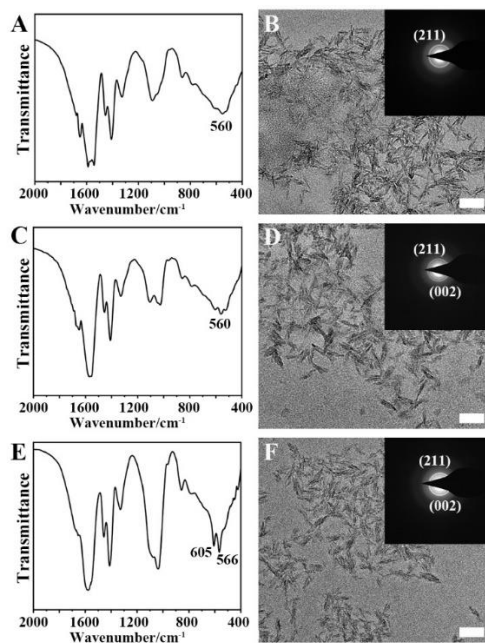 A
Transmittance
560
2000 1600 1200 800 400
Wavenumber/cm⁻¹
B
(211)
C
Transmittance
560
2000 1600 1200 800 400
Wavenumber/cm⁻¹
D
(211)
(002)
E
Transmittance
605 566
2000 1600 1200 800 400
Wavenumber/cm⁻¹
F
(211)
(002)